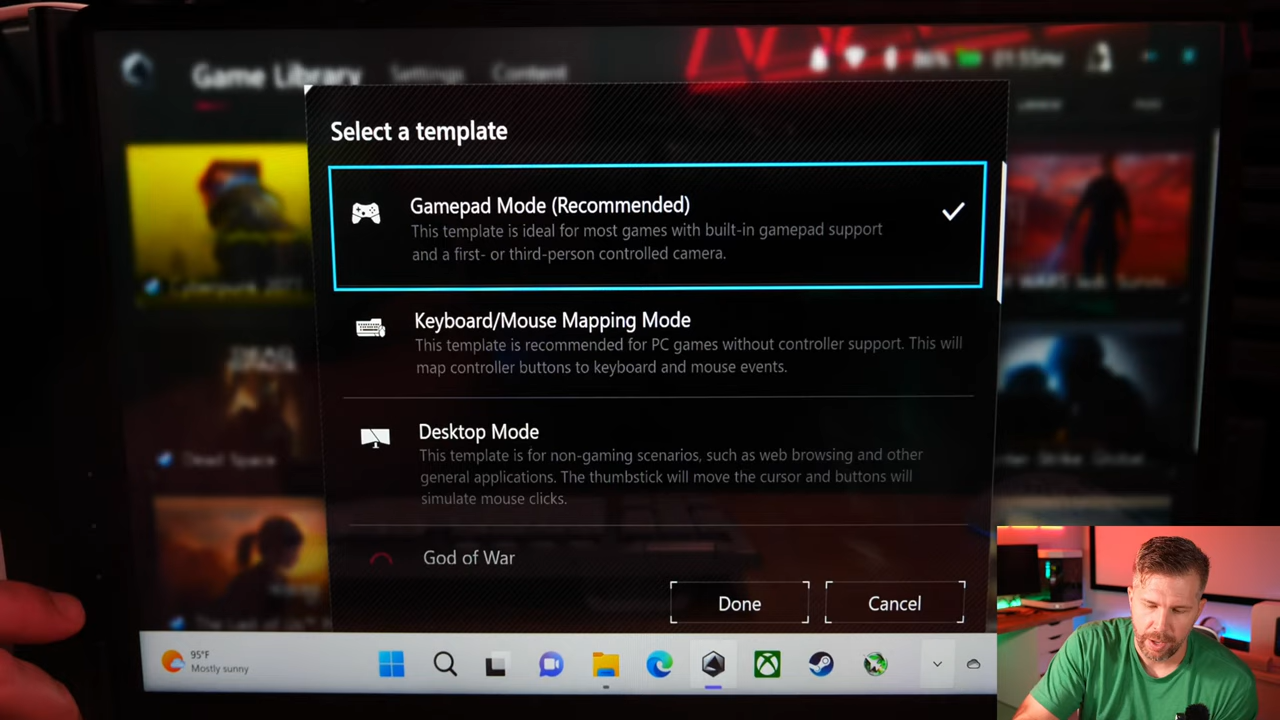 Game Library Settings Content
Select a template
Gamepad Mode (Recommended)
This template is ideal for most games with built-in gamepad support
and a first- or third-person controlled camera.
Keyboard/Mouse Mapping Mode
This template is recommended for PC games without controller support. This will
map controller buttons to keyboard and mouse events.
Desktop Mode
This template is for non-gaming scenarios, such as web browsing and other
general applications. The thumbstick will move the cursor and buttons will
simulate mouse clicks.
God of War
Done Cancel
Dead Space
95°F
Mostly sunny